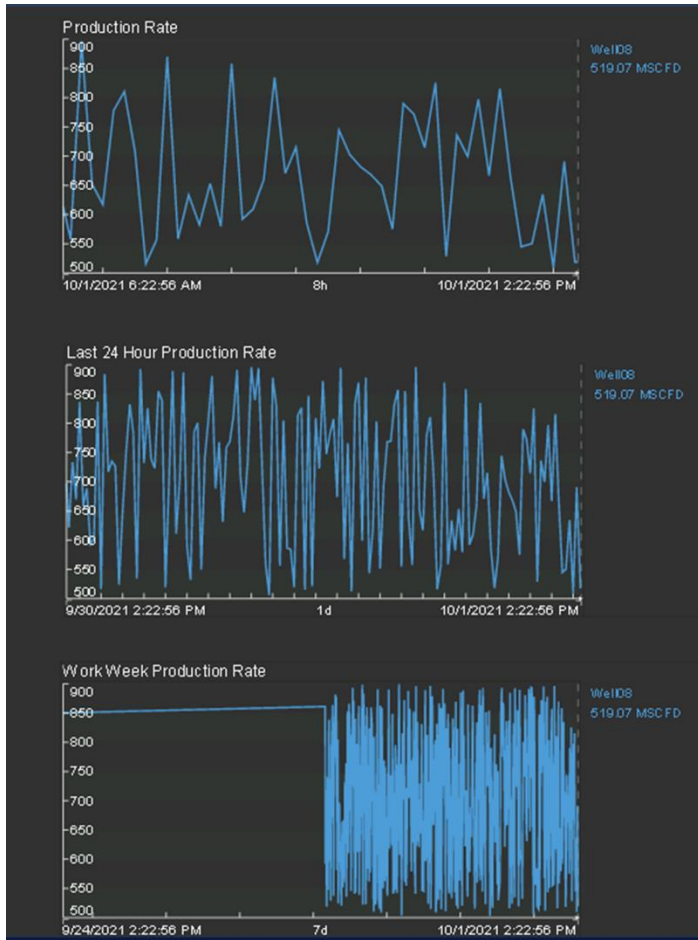 Production Rate
900
850
800
750
700
650
600
550
500
Well08
519.07 MSCFD
10/1/2021 6:22:56 AM 8h 10/1/2021 2:22:56 PM
Last 24 Hour Production Rate
900
850
800
750
700
650
600
550
500
Well08
519.07 MSCFD
9/30/2021 2:22:56 PM 1d 10/1/2021 2:22:56 PM
Work Week Production Rate
900
850
800
750
700
650
600
550
500
Well08
519.07 MSCFD
9/24/2021 2:22:56 PM 7d 10/1/2021 2:22:56 PM